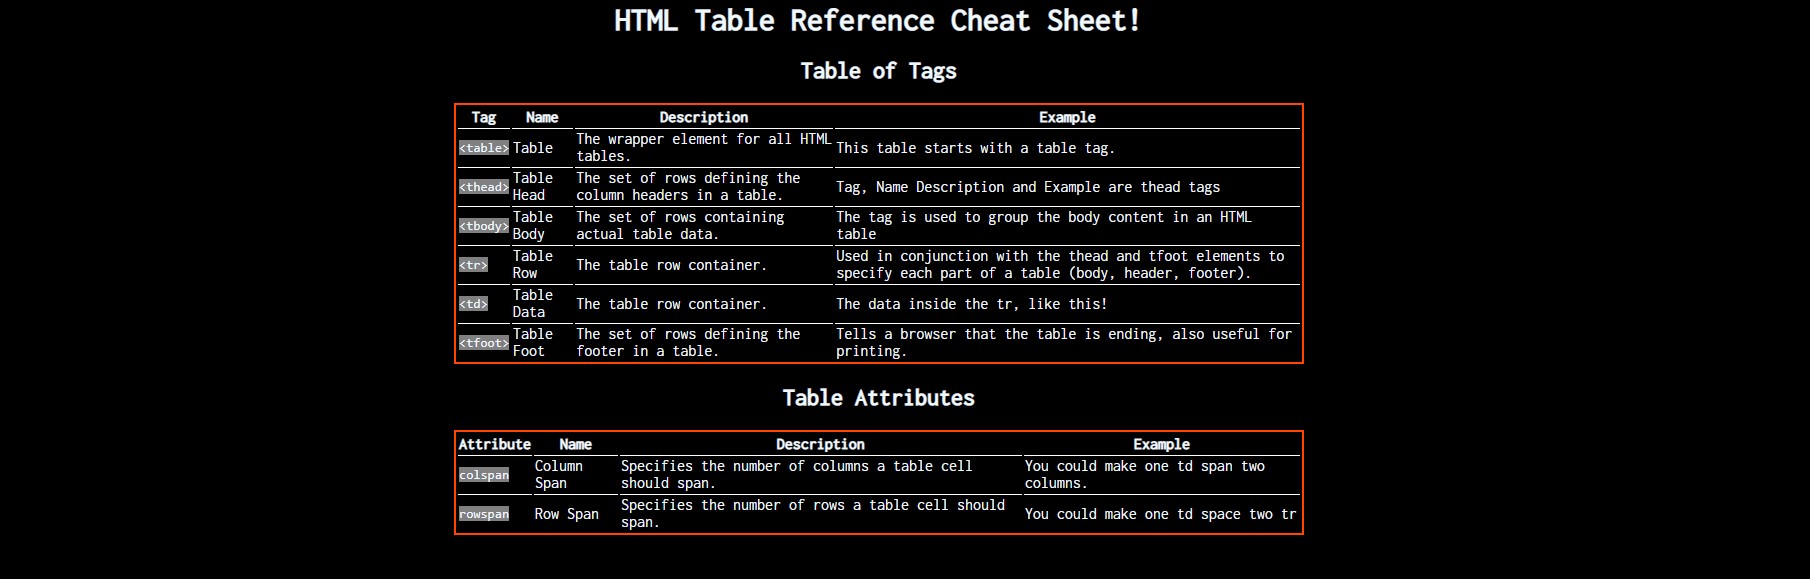 HTML Table Reference Cheat Sheet!
Table of Tags
Tag Name Description Example
<table> Table The wrapper element for all HTML tables. This table starts with a table tag.
<thead> Table Head The set of rows defining the column headers in a table. Tag, Name Description and Example are thead tags
<tbody> Table Body The set of rows containing actual table data. The tag is used to group the body content in an HTML table
<tr> Table Row The table row container. Used in conjunction with the thead and tfoot elements to specify each part of a table (body, header, footer).
<td> Table Data The table row container. The data inside the tr, like this!
<tfoot> Table Foot The set of rows defining the footer in a table. Tells a browser that the table is ending, also useful for printing.
Table Attributes
Attribute Name Description Example
colspan Column Span Specifies the number of columns a table cell should span. You could make one td span two columns.
rowspan Row Span Specifies the number of rows a table cell should span. You could make one td space two tr